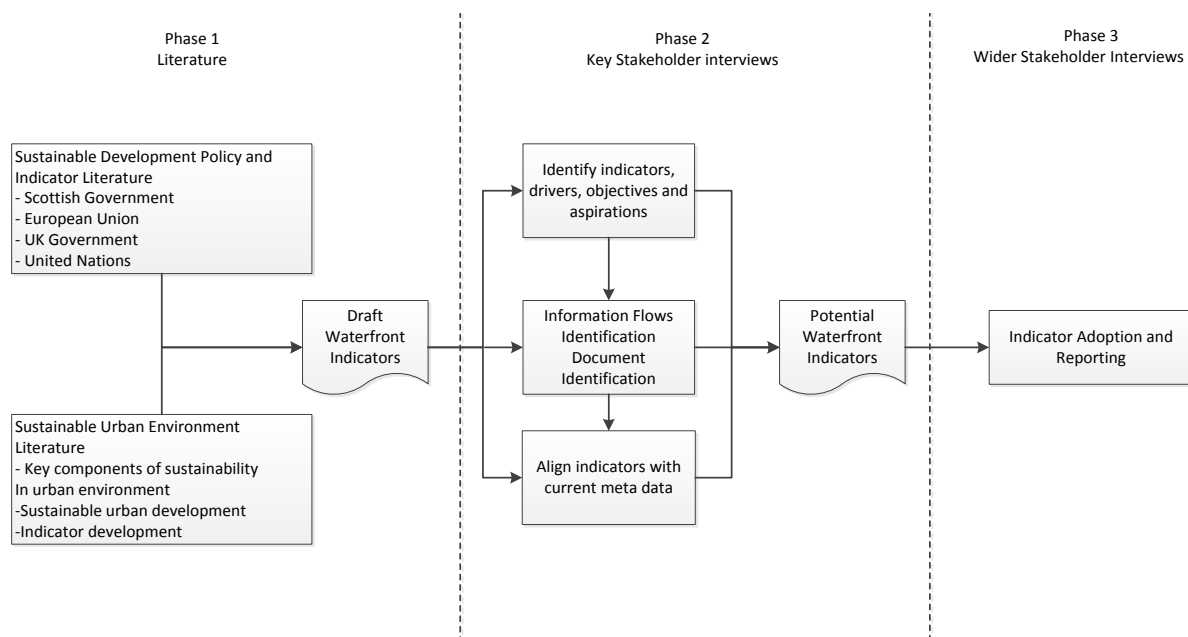 Phase 1
Literature
Phase 2
Key Stakeholder interviews
Phase 3
Wider Stakeholder Interviews
Sustainable Development Policy and
Indicator Literature
- Scottish Government
- European Union
- UK Government
- United Nations
Sustainable Urban Environment
Literature
- Key components of sustainability
In urban environment
-Sustainable urban development
-Indicator development
Draft
Waterfront
Indicators
Identify indicators,
drivers, objectives and
aspirations
Information Flows
Identification
Document
Identification
Align indicators with
current meta data
Potential
Waterfront
Indicators
Indicator Adoption and
Reporting